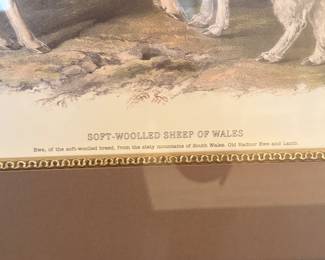 SOFT-WOOLLED SHEEP OF WALES
Ewe, of the soft-woolled breed, from the slaty mountains of South Wales. Old Radnor Ewe and Lamb.